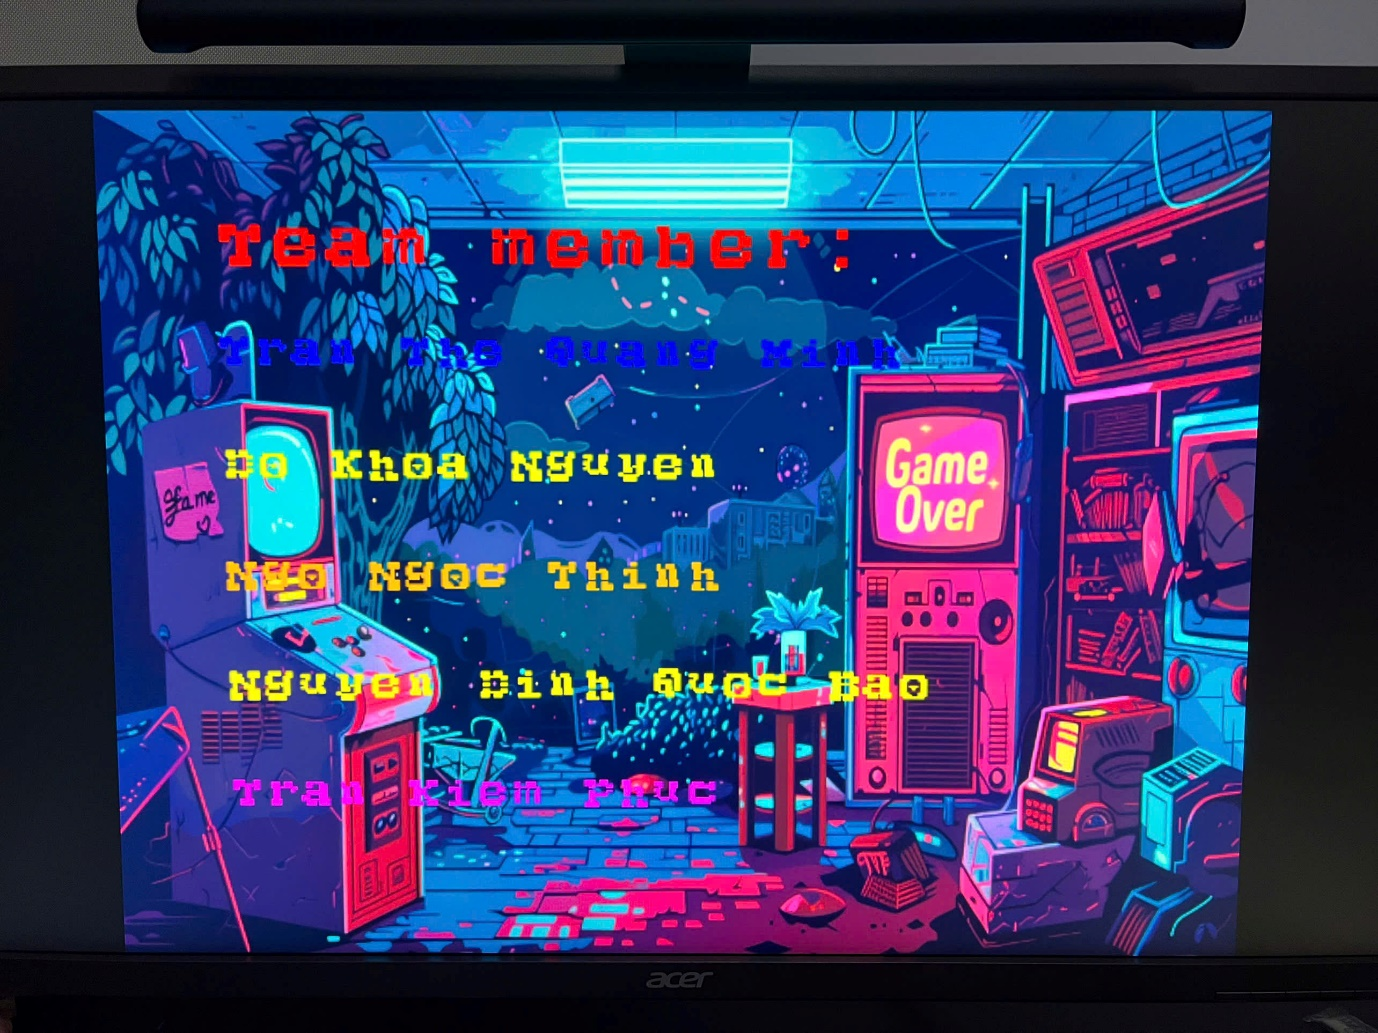 Team member:
Tran The Quang Minh
Do Khoa Nguyen
Game
Over
Game
Ngo Ngoc Thinh
Nguyen Dinh Quoc Bao
Tran Kiem Phuc
acer